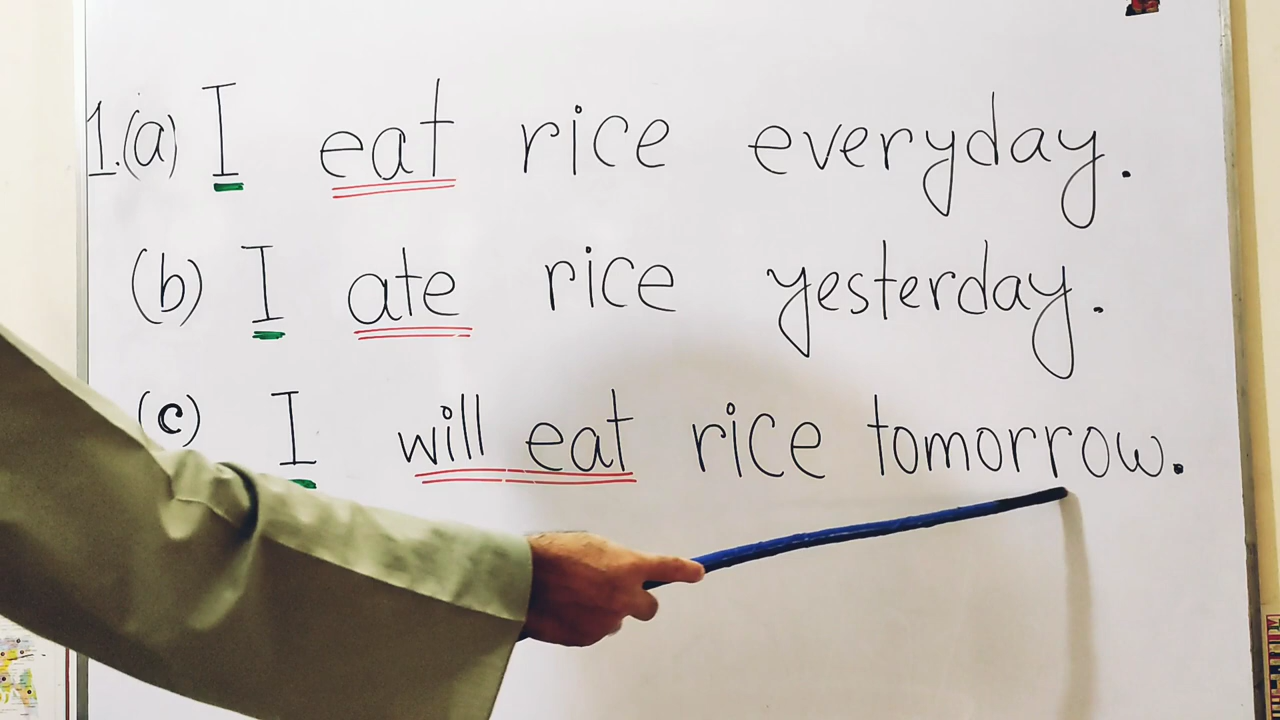 1.(a) I eat rice everyday.
(b) I ate rice yesterday.
(c) I will eat rice tomorrow.